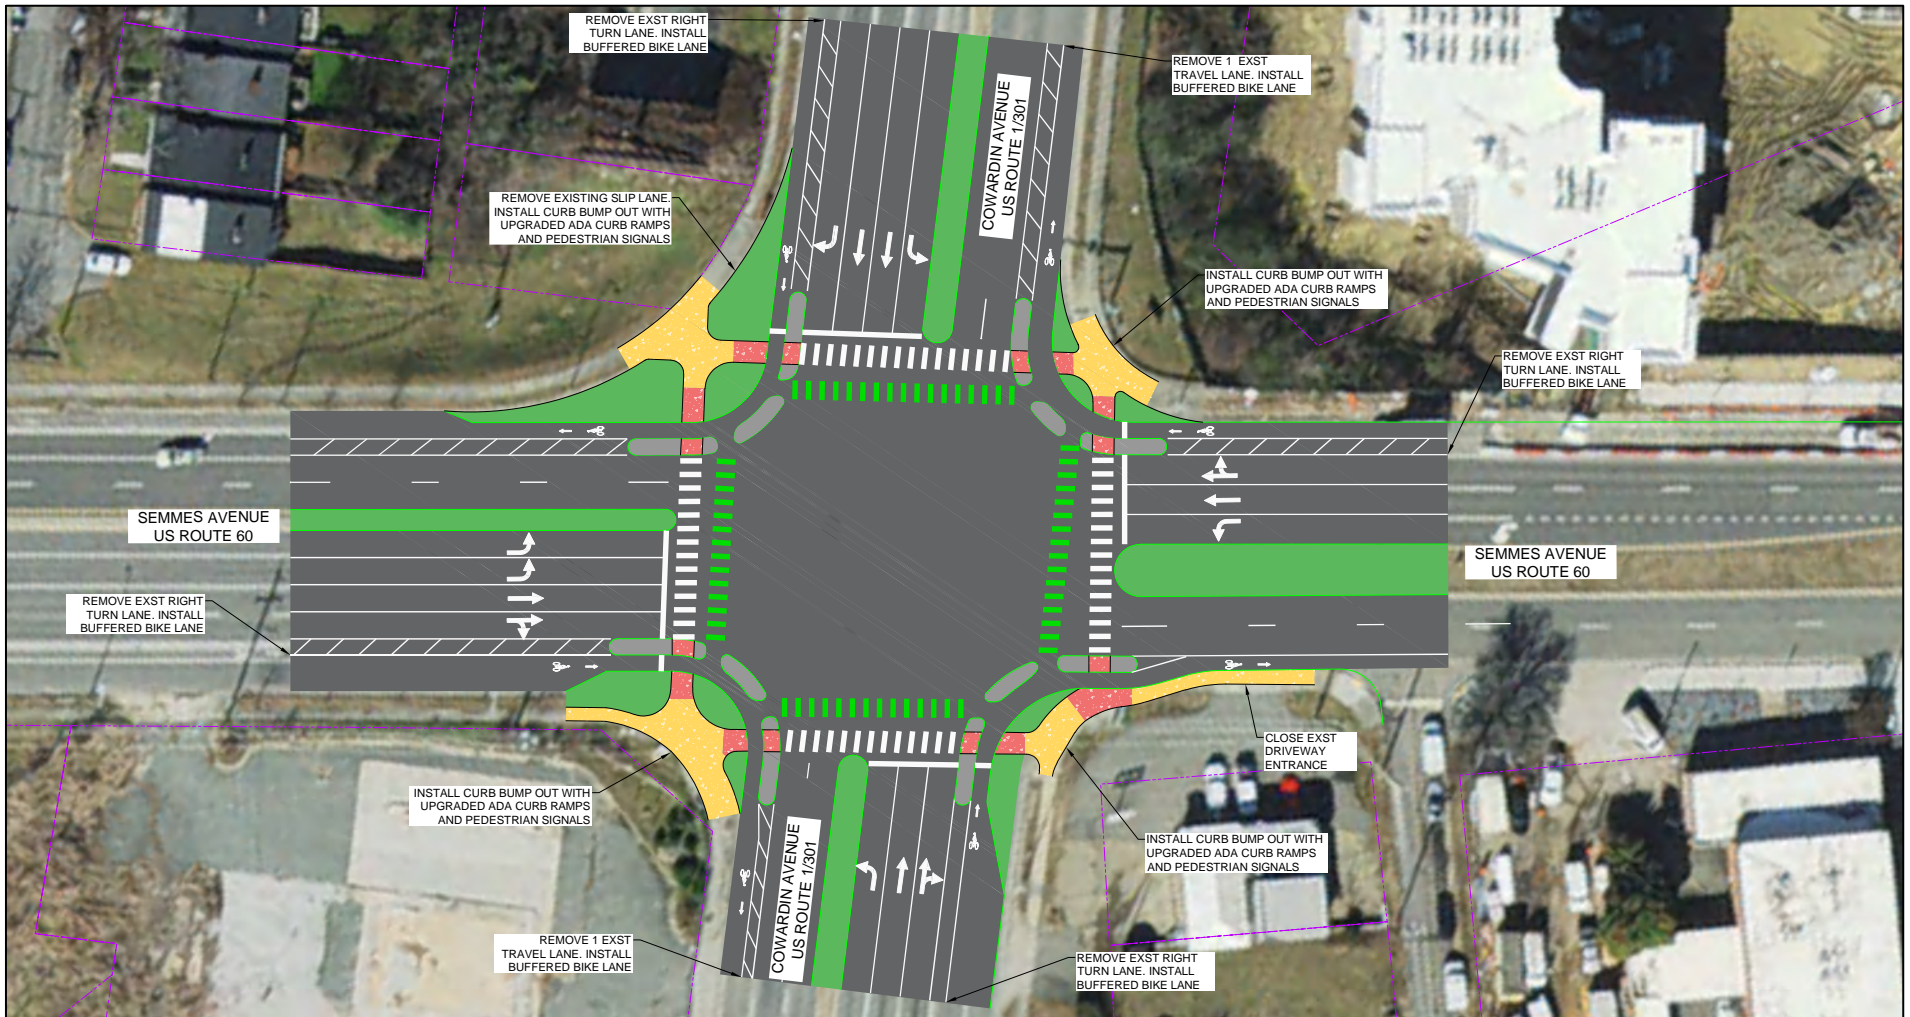 REMOVE EXST RIGHT
TURN LANE. INSTALL
BUFFERED BIKE LANE
REMOVE 1 EXST
TRAVEL LANE. INSTALL
BUFFERED BIKE LANE
COWARDIN AVENUE
US ROUTE 1/301
REMOVE EXISTING SLIP LANE.
INSTALL CURB BUMP OUT WITH
UPGRADED ADA CURB RAMPS
AND PEDESTRIAN SIGNALS
INSTALL CURB BUMP OUT WITH
UPGRADED ADA CURB RAMPS
AND PEDESTRIAN SIGNALS
REMOVE EXST RIGHT
TURN LANE. INSTALL
BUFFERED BIKE LANE
SEMMES AVENUE
US ROUTE 60
SEMMES AVENUE
US ROUTE 60
REMOVE EXST RIGHT
TURN LANE. INSTALL
BUFFERED BIKE LANE
CLOSE EXST
DRIVEWAY
ENTRANCE
INSTALL CURB BUMP OUT WITH
UPGRADED ADA CURB RAMPS
AND PEDESTRIAN SIGNALS
INSTALL CURB BUMP OUT WITH
UPGRADED ADA CURB RAMPS
AND PEDESTRIAN SIGNALS
COWARDIN AVENUE
US ROUTE 1/301
REMOVE 1 EXST
TRAVEL LANE. INSTALL
BUFFERED BIKE LANE
REMOVE EXST RIGHT
TURN LANE. INSTALL
BUFFERED BIKE LANE